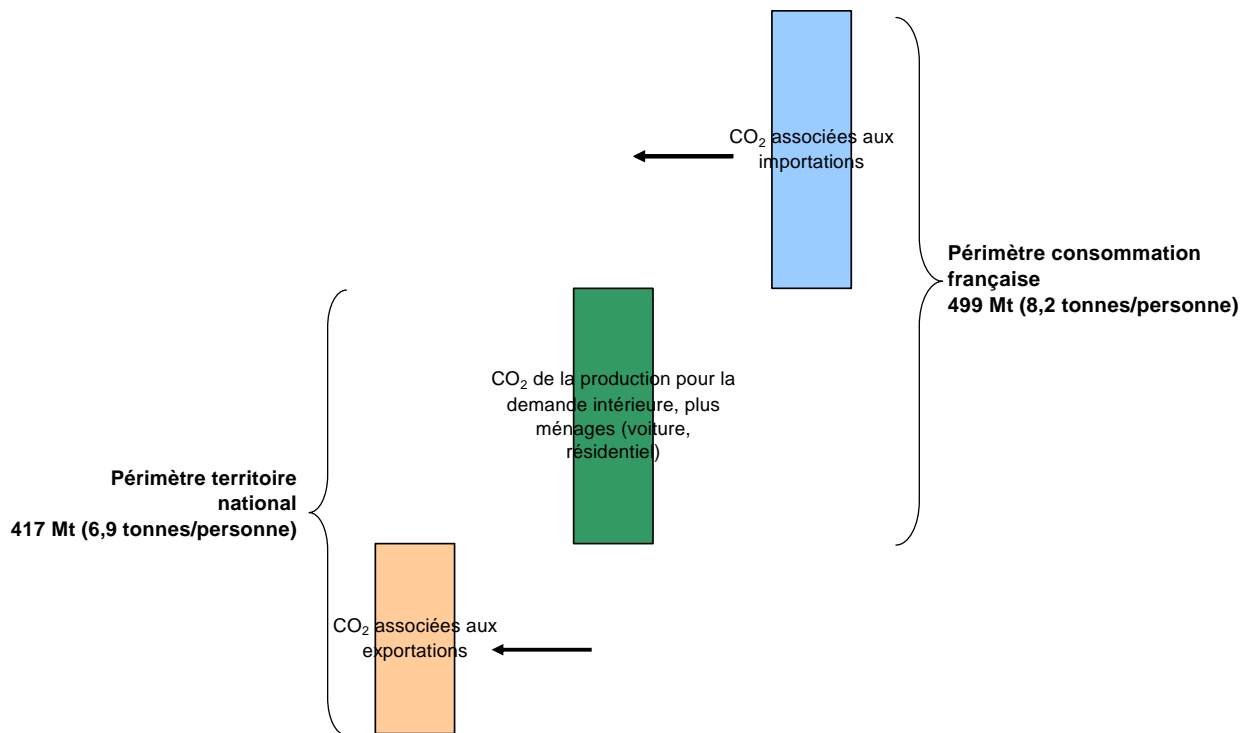 CO₂ associées aux
importations
Périmètre consommation
française
499 Mt (8,2 tonnes/personne)
CO₂ de la production pour la
demande intérieure, plus
ménages (voiture,
résidentiel)
Périmètre territoire
national
417 Mt (6,9 tonnes/personne)
CO₂ associées aux
exportations